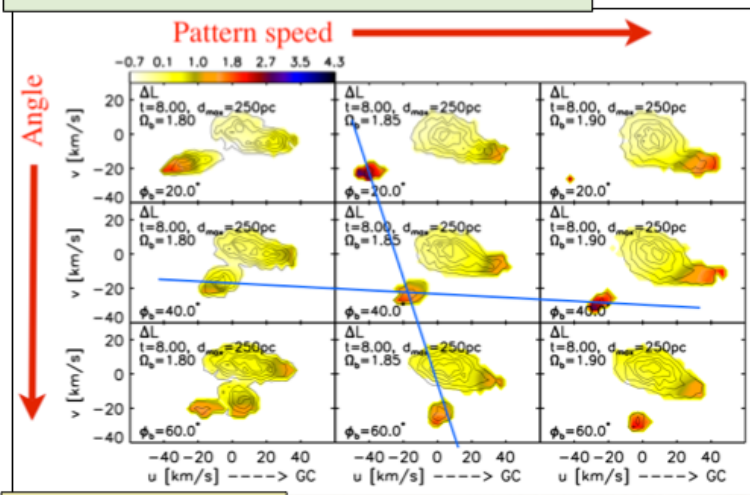 Pattern speed
Angle
−0.7 0.1 1.0 1.8 2.7 3.5 4.3
ΔL
t=8.00, dmax=250pc
Ωb=1.80
φb=20.0°
ΔL
t=8.00, dmax=250pc
Ωb=1.85
φb=20.0°
ΔL
t=8.00, dmax=250pc
Ωb=1.90
φb=20.0°
ΔL
t=8.00, dmax=250pc
Ωb=1.80
φb=40.0°
ΔL
t=8.00, dmax=250pc
Ωb=1.85
φb=40.0°
ΔL
t=8.00, dmax=250pc
Ωb=1.90
φb=40.0°
ΔL
t=8.00, dmax=250pc
Ωb=1.80
φb=60.0°
ΔL
t=8.00, dmax=250pc
Ωb=1.85
φb=60.0°
ΔL
t=8.00, dmax=250pc
Ωb=1.90
φb=60.0°
v [km/s]
20
0
−20
−40
v [km/s]
20
0
−20
−40
v [km/s]
20
0
−20
−40
−40 −20 0 20 40
−40 −20 0 20 40
−40 −20 0 20 40
u [km/s] ----> GC
u [km/s] ----> GC
u [km/s] ----> GC